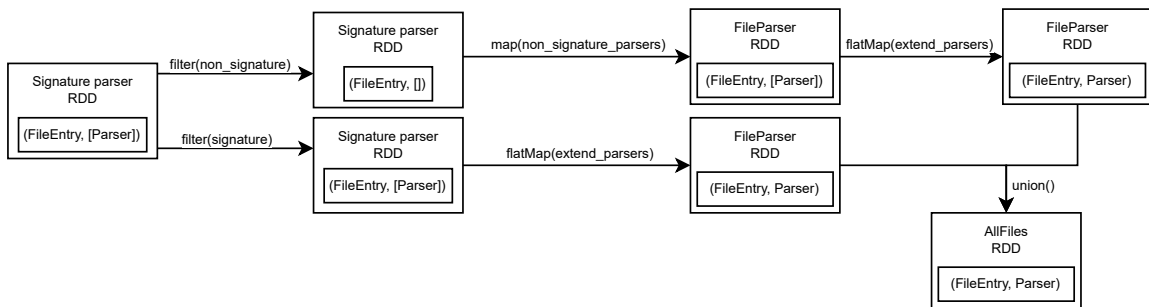 Signature parser
RDD
(FileEntry, [Parser])
filter(non_signature)
Signature parser
RDD
(FileEntry, [])
map(non_signature_parsers)
FileParser
RDD
(FileEntry, [Parser])
flatMap(extend_parsers)
FileParser
RDD
(FileEntry, Parser)
filter(signature)
Signature parser
RDD
(FileEntry, [Parser])
flatMap(extend_parsers)
FileParser
RDD
(FileEntry, Parser)
union()
AllFiles
RDD
(FileEntry, Parser)